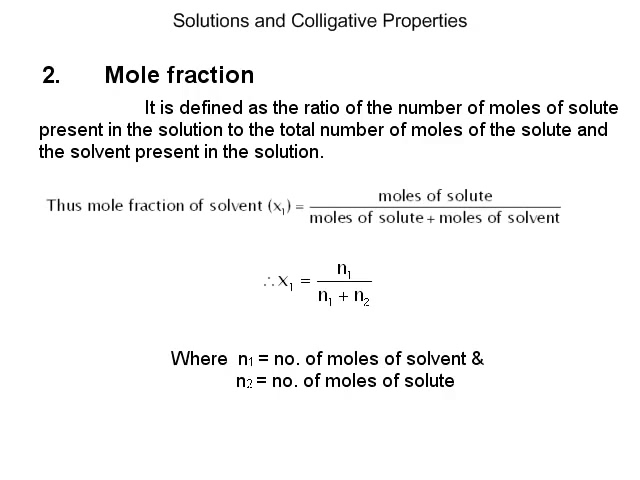 Solutions and Colligative Properties
2. Mole fraction
It is defined as the ratio of the number of moles of solute
present in the solution to the total number of moles of the solute and
the solvent present in the solution.
Thus mole fraction of solvent (x₁) = moles of solute / moles of solute + moles of solvent
∴ x₁ = n₁ / n₁ + n₂
Where n₁ = no. of moles of solvent &
n₂ = no. of moles of solute